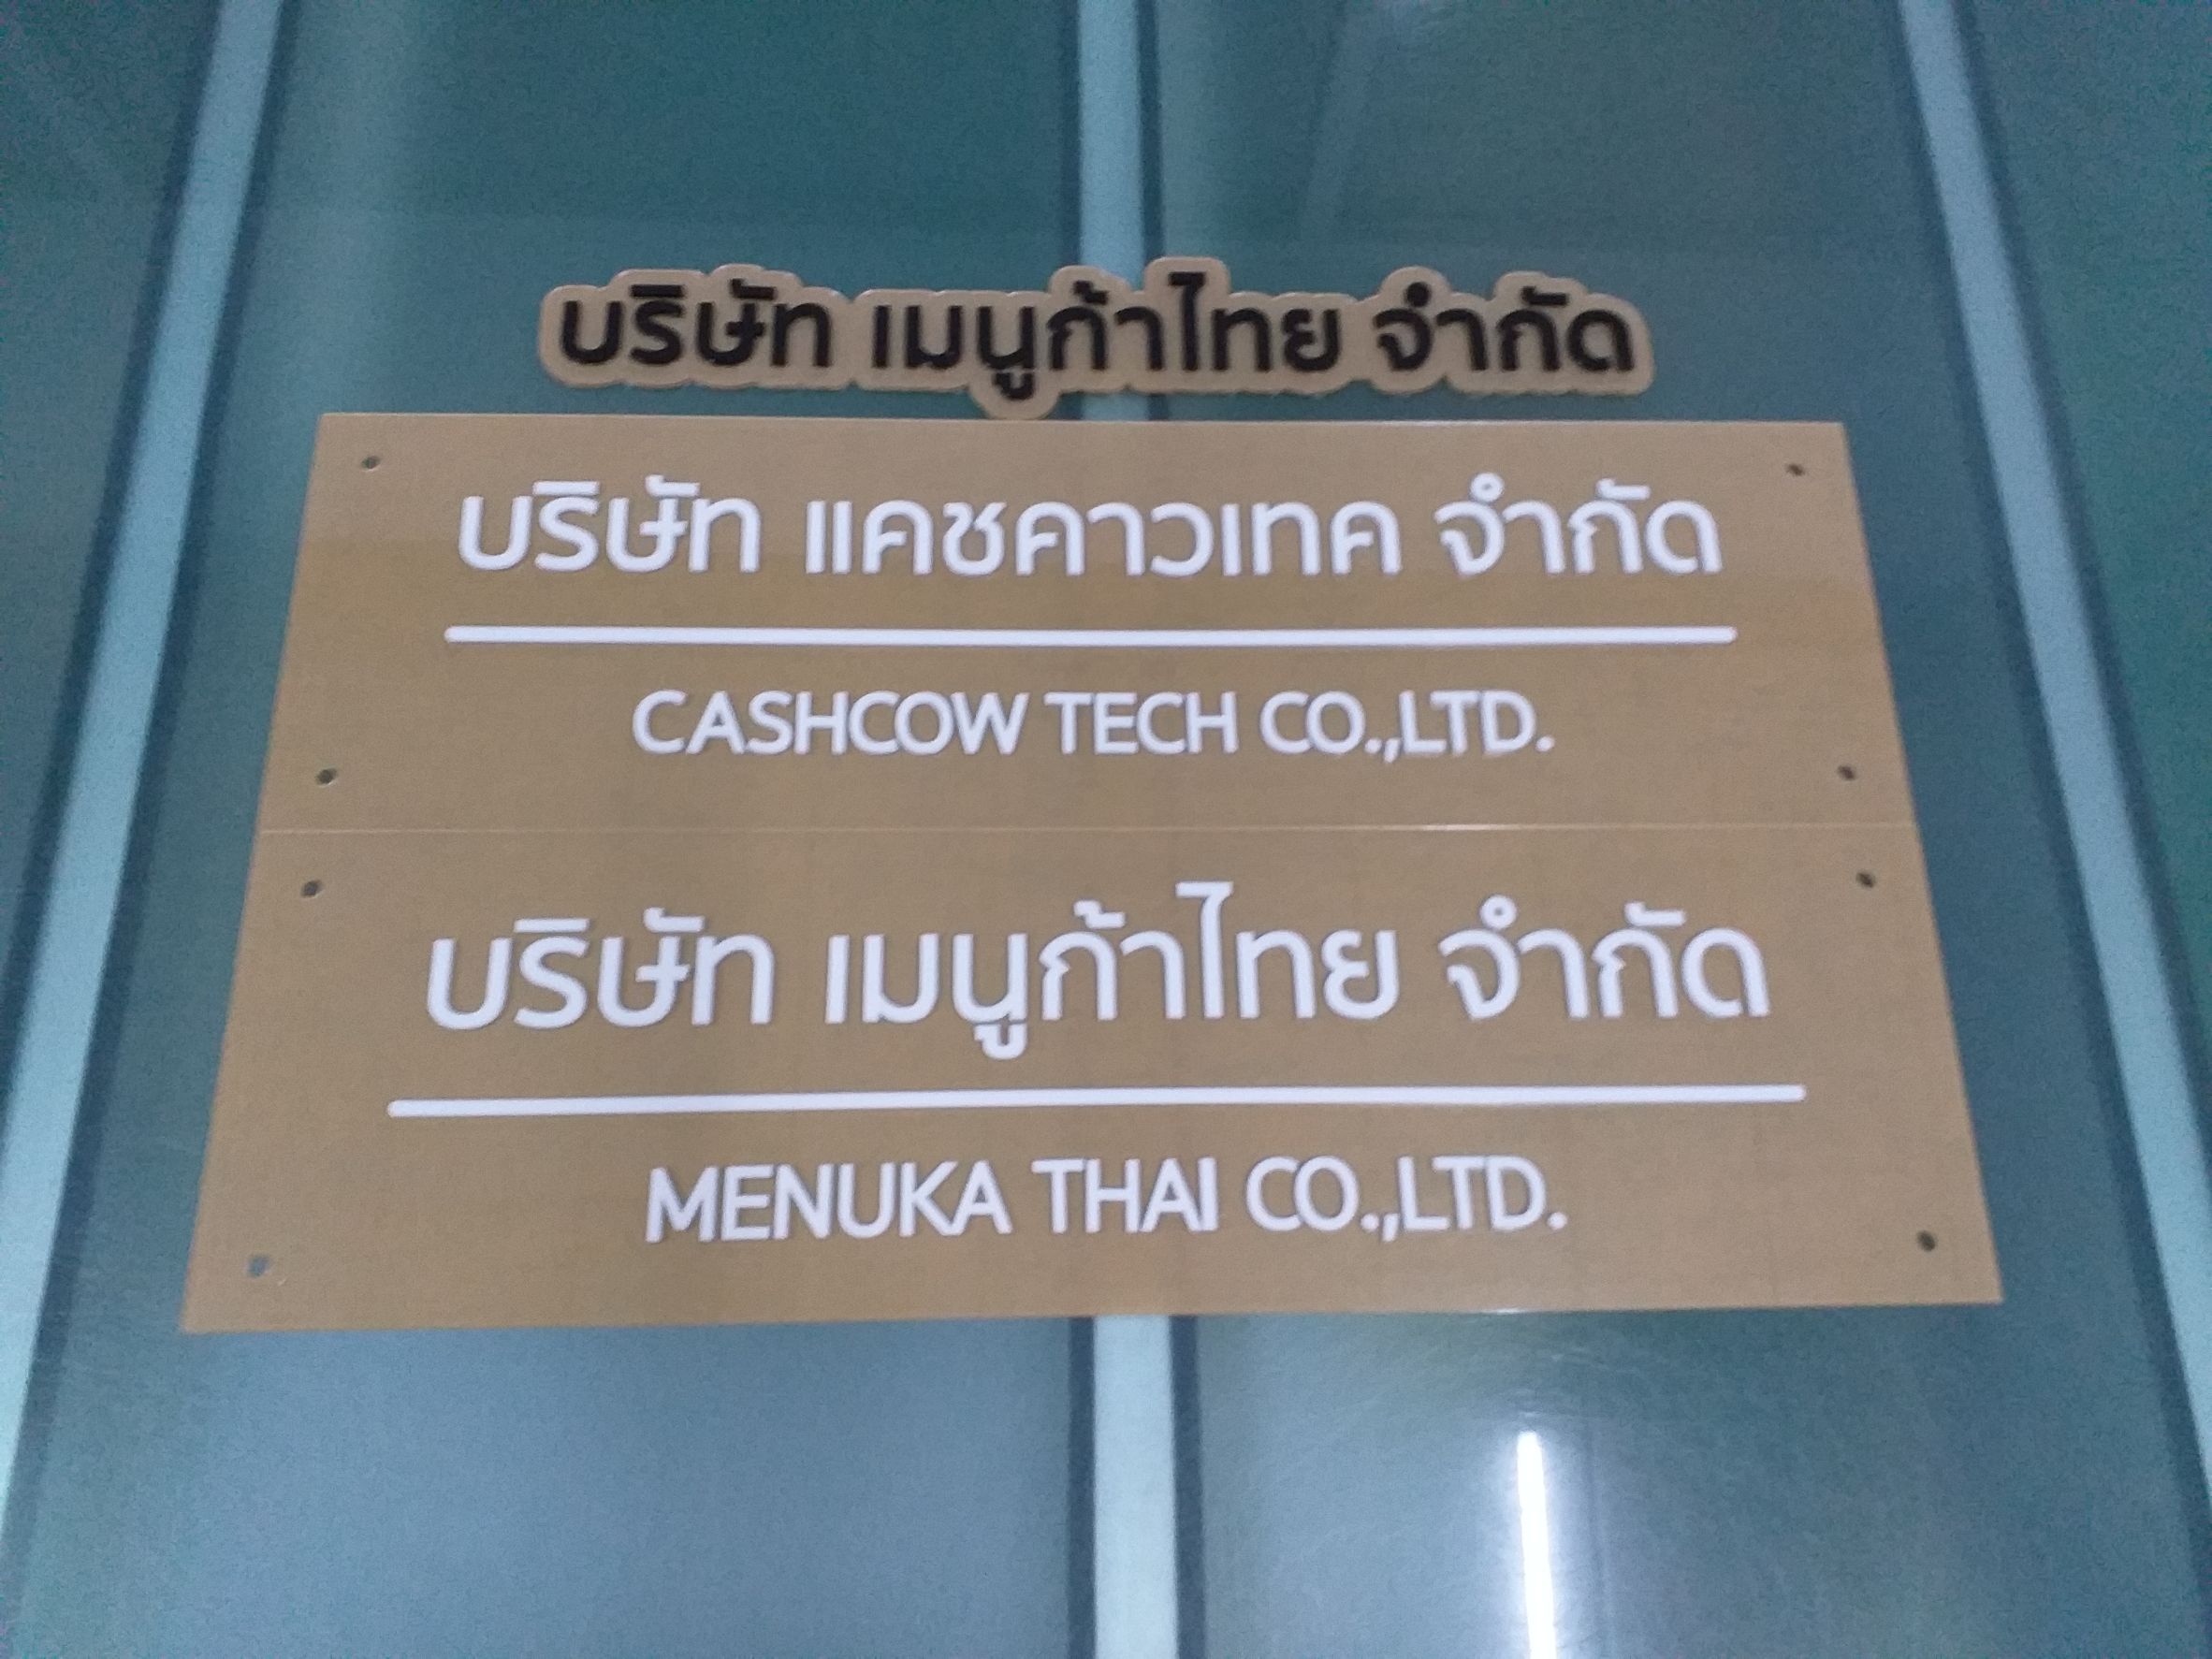 บริษัท เมนูก้าไทย จำกัด
บริษัท แคชคาวเทค จำกัด
CASHCOW TECH CO.,LTD.
บริษัท เมนูก้าไทย จำกัด
MENUKA THAI CO.,LTD.